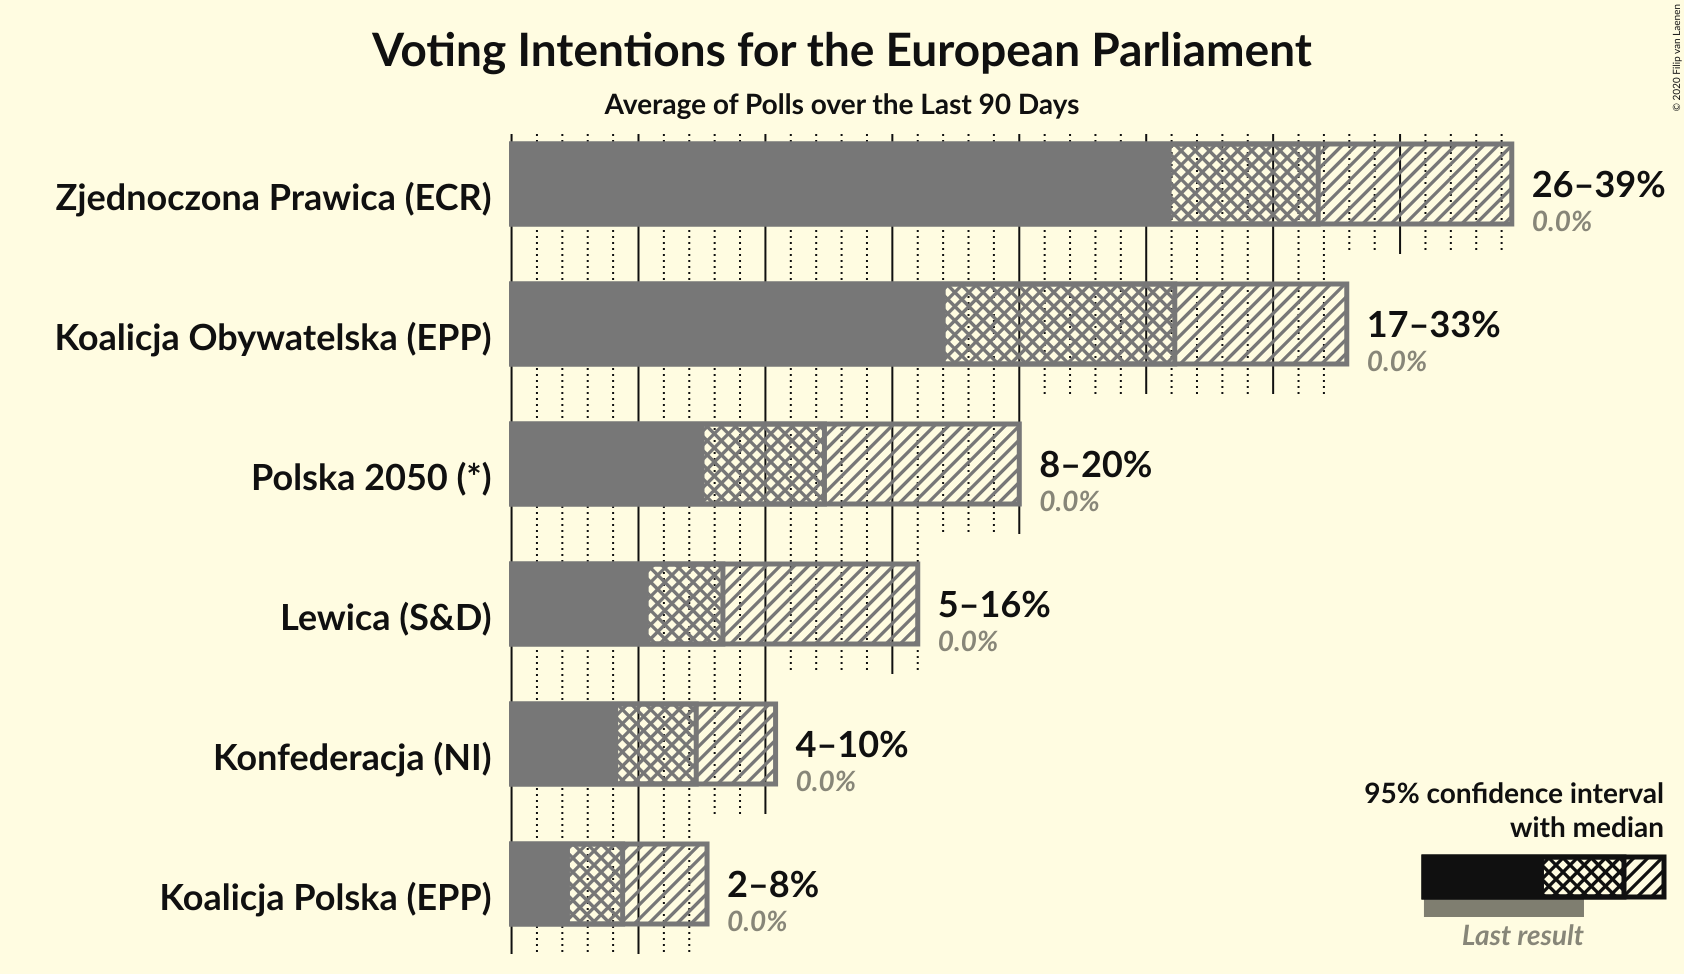 Voting Intentions for the European Parliament
Average of Polls over the Last 90 Days
© 2020 Filip van Laenen
Zjednoczona Prawica (ECR)
26–39%
0.0%
Koalicja Obywatelska (EPP)
17–33%
0.0%
Polska 2050 (*)
8–20%
0.0%
Lewica (S&D)
5–16%
0.0%
Konfederacja (NI)
4–10%
0.0%
Koalicja Polska (EPP)
2–8%
0.0%
95% confidence interval
with median
Last result